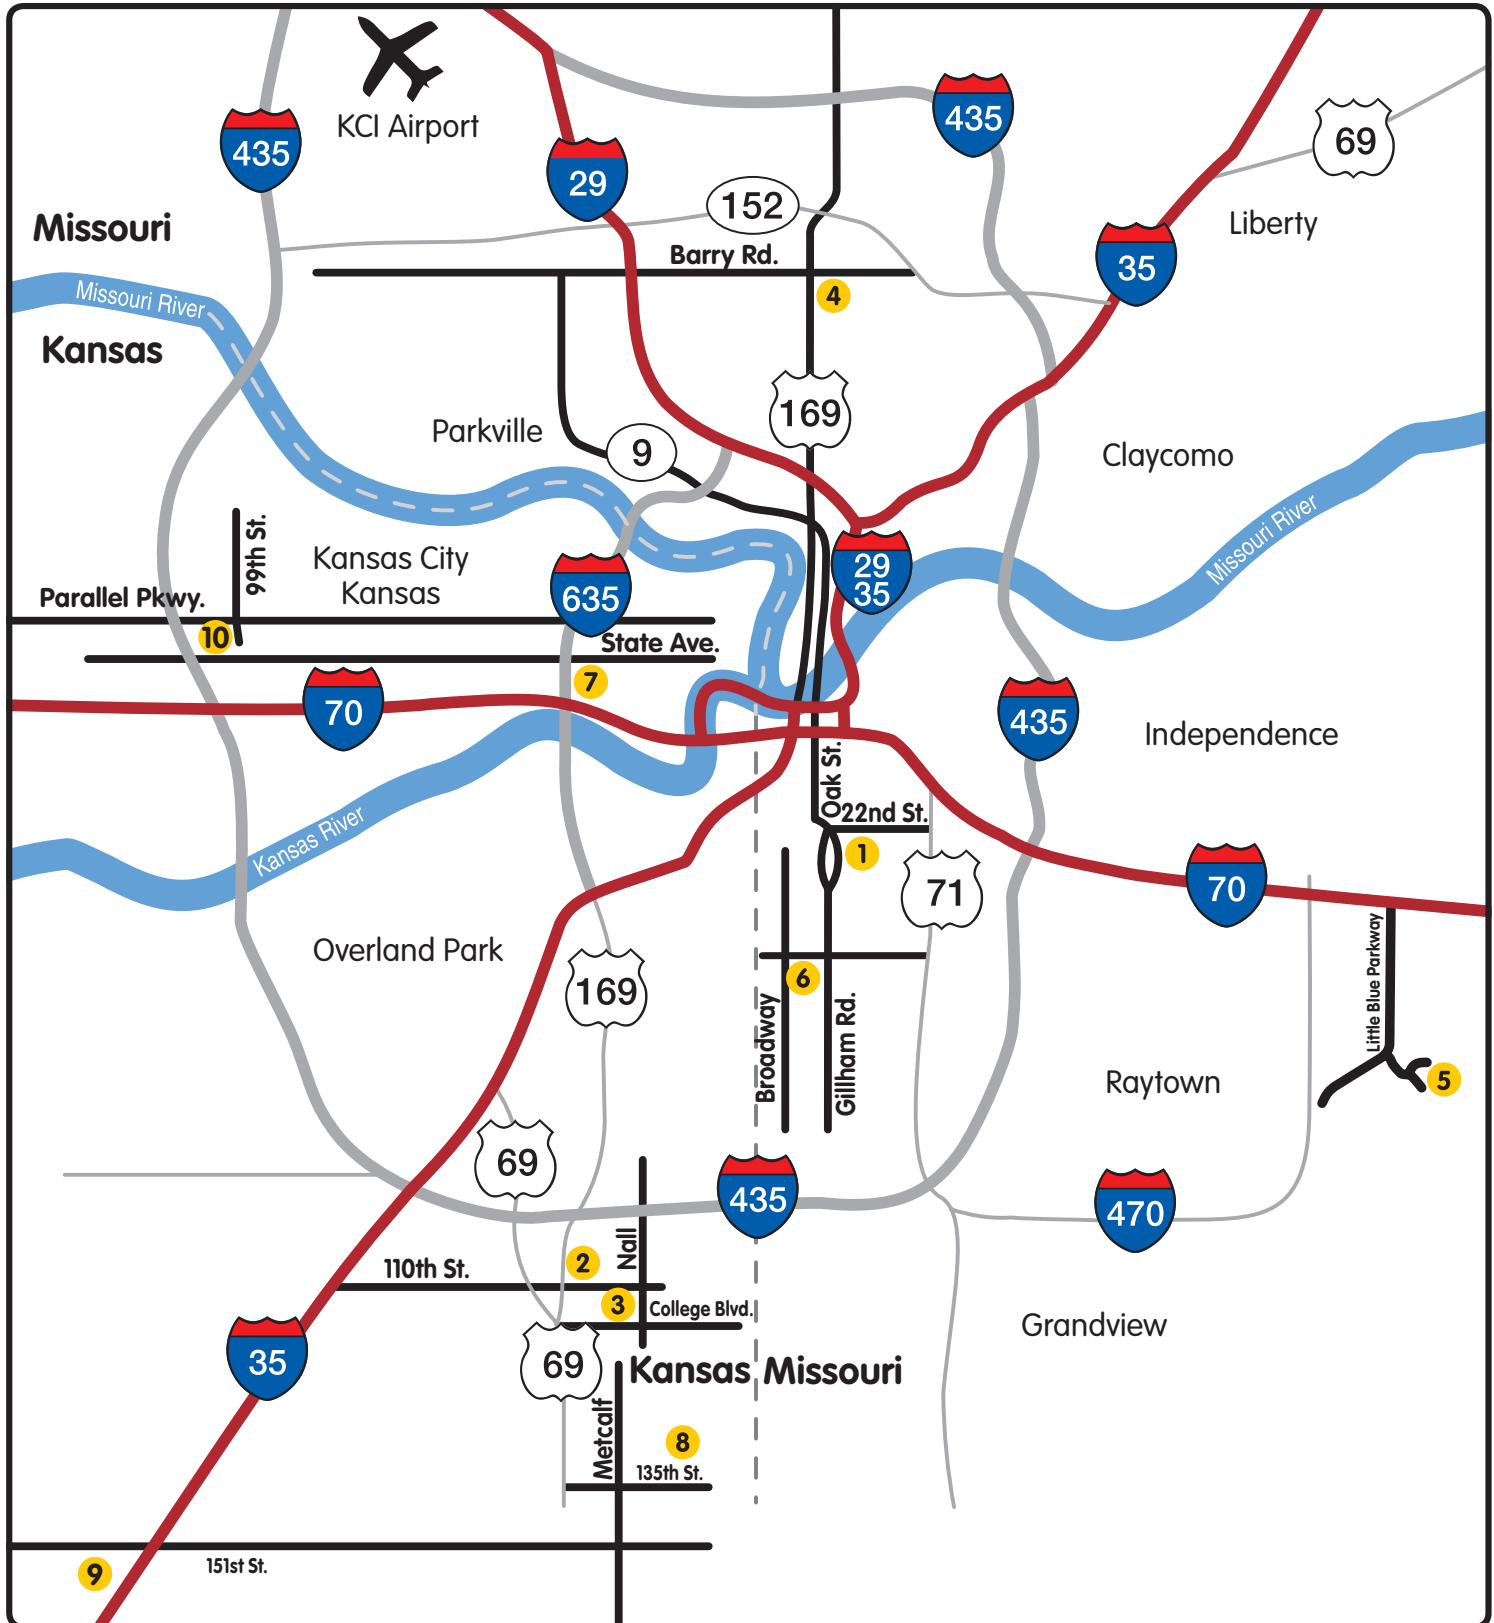 KCI Airport
435
435
29
69
152
Liberty
Missouri
Barry Rd.
35
Missouri River
4
Kansas
169
Parkville
9
Claycomo
Missouri River
99th St.
Kansas City
Kansas
29
35
635
Parallel Pkwy.
10
State Ave.
7
70
435
Independence
Oak St.
22nd St.
1
Kansas River
71
70
Overland Park
6
169
Broadway
Gillham Rd.
Little Blue Parkway
Raytown
5
69
435
470
Nall
2
110th St.
3
College Blvd.
Grandview
35
69
Kansas
Missouri
Metcalf
8
135th St.
151st St.
9